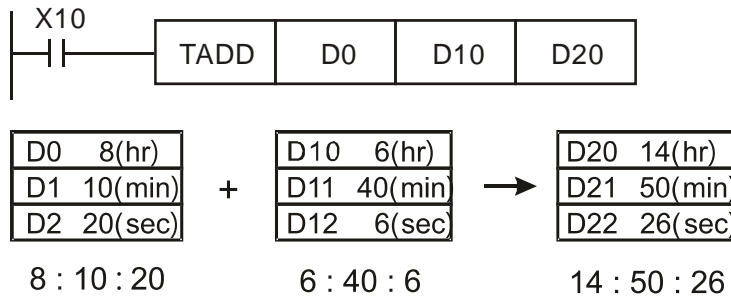 X10
TADD D0 D10 D20
D0 8(hr) D10 6(hr) D20 14(hr)
D1 10(min) + D11 40(min) D21 50(min)
D2 20(sec) D12 6(sec) D22 26(sec)
8 : 10 : 20 6 : 40 : 6 14 : 50 : 26